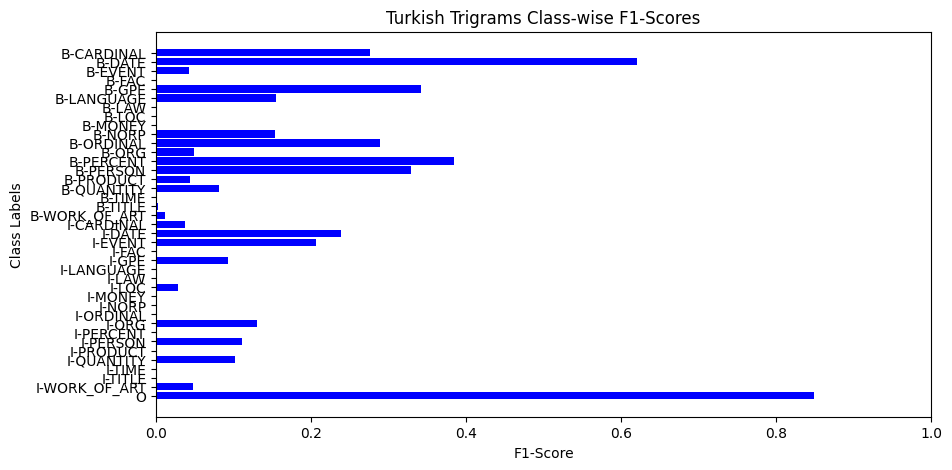 Turkish Trigrams Class-wise F1-Scores
Class Labels
B-CARDINAL
B-DATE
B-EVENT
B-FAC
B-GPE
B-LANGUAGE
B-LAW
B-LOC
B-MONEY
B-NORP
B-ORDINAL
B-ORG
B-PERCENT
B-PERSON
B-PRODUCT
B-QUANTITY
B-TIME
B-TITLE
B-WORK_OF_ART
I-CARDINAL
I-DATE
I-EVENT
I-FAC
I-GPE
I-LANGUAGE
I-LAW
I-LOC
I-MONEY
I-NORP
I-ORDINAL
I-ORG
I-PERCENT
I-PERSON
I-PRODUCT
I-QUANTITY
I-TIME
I-TITLE
I-WORK_OF_ART
O
0.0 0.2 0.4 0.6 0.8 1.0
F1-Score